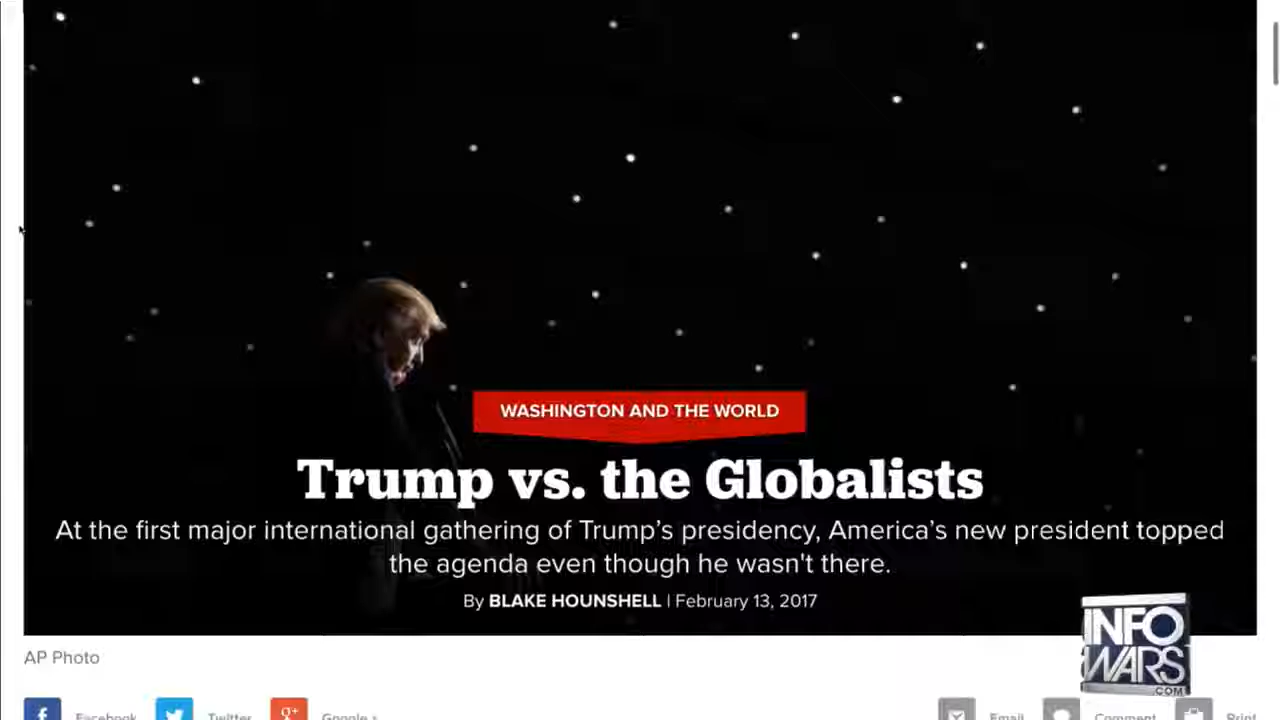 WASHINGTON AND THE WORLD
Trump vs. the Globalists
At the first major international gathering of Trump's presidency, America's new president topped
the agenda even though he wasn't there.
By BLAKE HOUNSHELL | February 13, 2017
INFO
WARS
.COM
AP Photo
f Facebook Twitter g+ Google + Email Comment Print